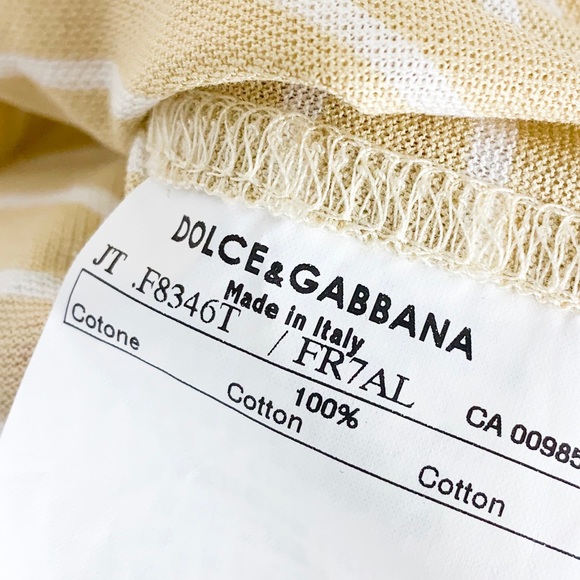 DOLCE&GABBANA
Made in Italy
JT .F8346T / FR7AL
CA 00985
100%
Cotone Cotton Cotton